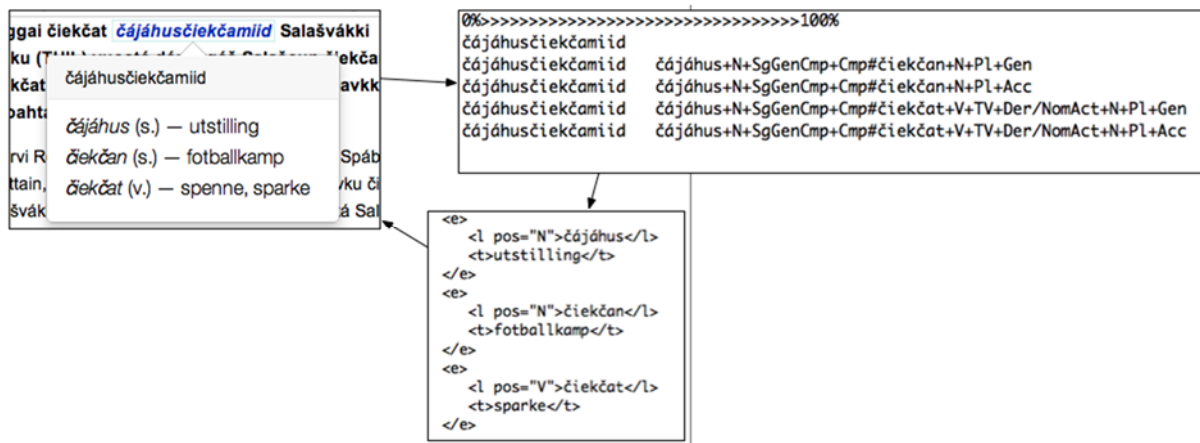 ggai čiekčat čájáhusčiekčamiid Salašvákki
čájáhusčiekčamiid
čájáhus (s.) — utstilling
čiekčan (s.) — fotballkamp
čiekčat (v.) — spenne, sparke
0%>>>>>>>>>>>>>>>>>>>>>>>>>>>>>>>>100%
čájáhusčiekčamiid
čájáhusčiekčamiid čájáhus+N+SgGenCmp+Cmp#čiekčan+N+Pl+Gen
čájáhusčiekčamiid čájáhus+N+SgGenCmp+Cmp#čiekčan+N+Pl+Acc
čájáhusčiekčamiid čájáhus+N+SgGenCmp+Cmp#čiekčat+V+TV+Der/NomAct+N+Pl+Gen
čájáhusčiekčamiid čájáhus+N+SgGenCmp+Cmp#čiekčat+V+TV+Der/NomAct+N+Pl+Acc
<e>
<l pos="N">čájáhus</l>
<t>utstilling</t>
</e>
<e>
<l pos="N">čiekčan</l>
<t>fotballkamp</t>
</e>
<e>
<l pos="V">čiekčat</l>
<t>sparke</t>
</e>